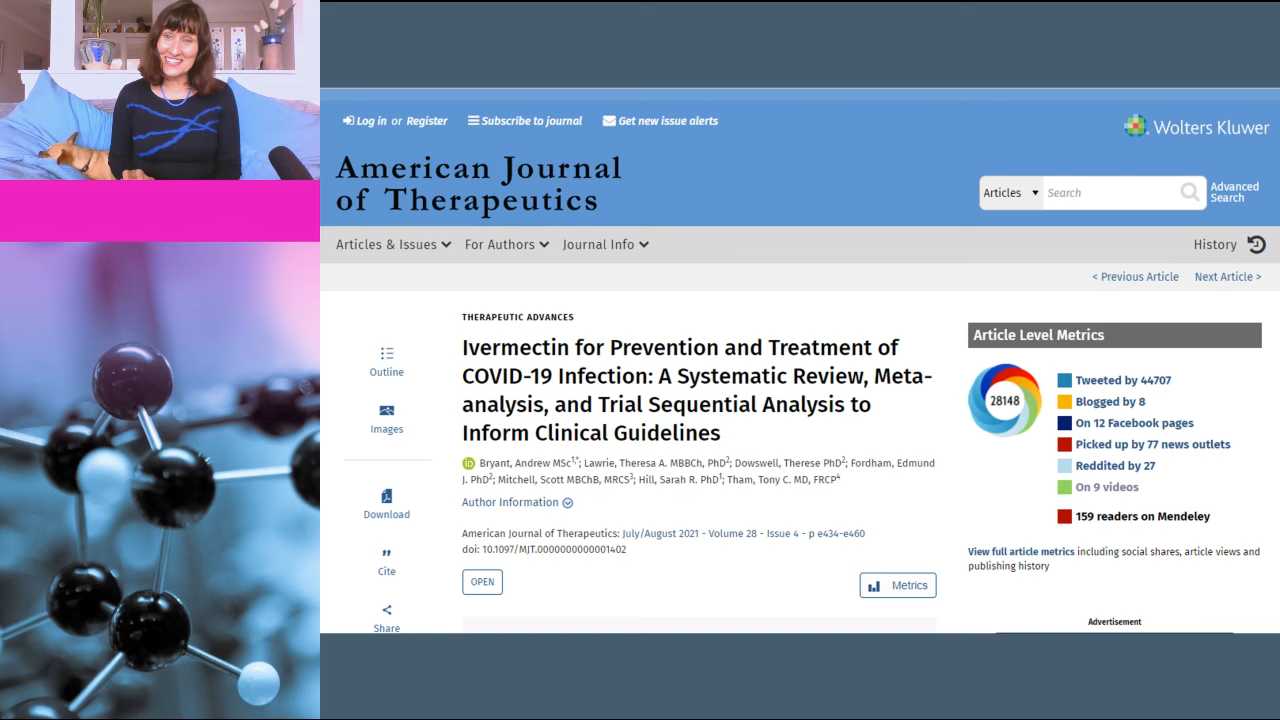 Log in or Register
Subscribe to journal
Get new issue alerts
Wolters Kluwer
American Journal
of Therapeutics
Articles
Search
Advanced
Search
Articles & Issues
For Authors
Journal Info
History
< Previous Article
Next Article >
THERAPEUTIC ADVANCES
Ivermectin for Prevention and Treatment of
COVID-19 Infection: A Systematic Review, Meta-
analysis, and Trial Sequential Analysis to
Inform Clinical Guidelines
iD Bryant, Andrew MSc1,*; Lawrie, Theresa A. MBBCh, PhD2; Dowswell, Therese PhD2; Fordham, Edmund
J. PhD2; Mitchell, Scott MBChB, MRCS3; Hill, Sarah R. PhD1; Tham, Tony C. MD, FRCP4
Author Information
American Journal of Therapeutics: July/August 2021 - Volume 28 - Issue 4 - p e434-e460
doi: 10.1097/MJT.0000000000001402
OPEN
Metrics
Outline
Images
Download
Cite
Share
Article Level Metrics
28148
Tweeted by 44707
Blogged by 8
On 12 Facebook pages
Picked up by 77 news outlets
Reddited by 27
On 9 videos
159 readers on Mendeley
View full article metrics including social shares, article views and
publishing history
Advertisement